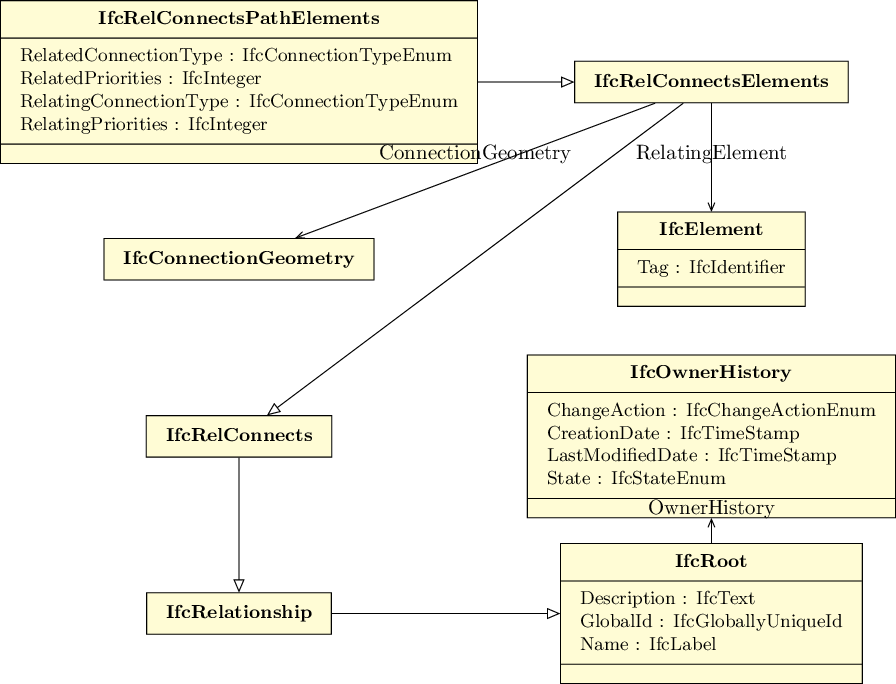 IfcRelConnectsPathElements
RelatedConnectionType : IfcConnectionTypeEnum
RelatedPriorities : IfcInteger
RelatingConnectionType : IfcConnectionTypeEnum
RelatingPriorities : IfcInteger
IfcRelConnectsElements
ConnectionGeometry
RelatingElement
IfcElement
Tag : IfcIdentifier
IfcConnectionGeometry
IfcOwnerHistory
ChangeAction : IfcChangeActionEnum
CreationDate : IfcTimeStamp
LastModifiedDate : IfcTimeStamp
State : IfcStateEnum
IfcRelConnects
OwnerHistory
IfcRoot
Description : IfcText
GlobalId : IfcGloballyUniqueId
Name : IfcLabel
IfcRelationship